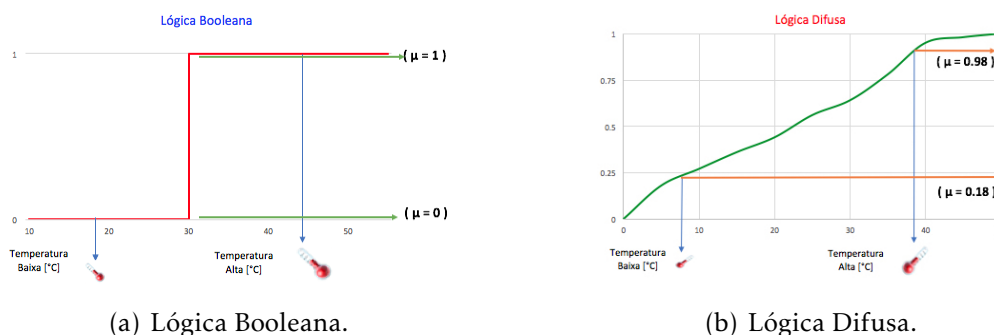 Lógica Booleana
1
( μ = 1 )
( μ = 0 )
0
10
20
30
40
50
Temperatura
Baixa [°C]
Temperatura
Alta [°C]
(a) Lógica Booleana.
Lógica Difusa
1
( μ = 0.98 )
0.75
0.5
0.25
( μ = 0.18 )
0
0
10
20
30
40
Temperatura
Baixa [°C]
Temperatura
Alta [°C]
(b) Lógica Difusa.